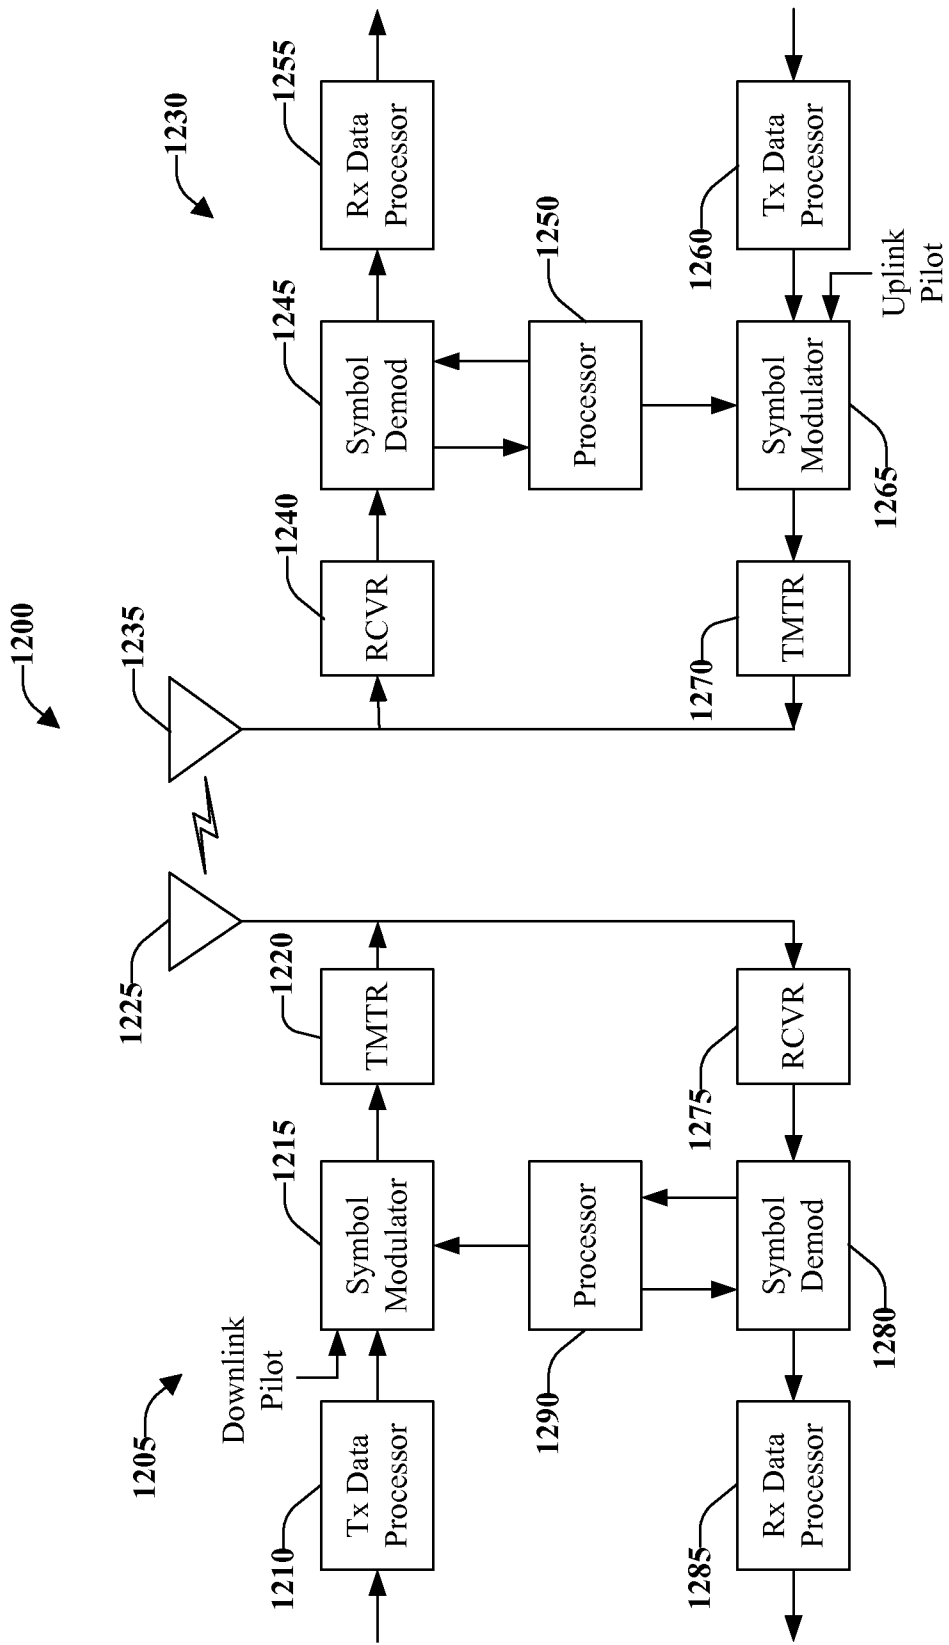 1200
1205
1230
1225
1235
Downlink
Pilot
1210
Tx Data
Processor
1215
Symbol
Modulator
1220
TMTR
1240
RCVR
1245
Symbol
Demod
1255
Rx Data
Processor
1290
Processor
1250
Processor
1285
Rx Data
Processor
1280
Symbol
Demod
1275
RCVR
1270
TMTR
1265
Symbol
Modulator
1260
Tx Data
Processor
Uplink
Pilot